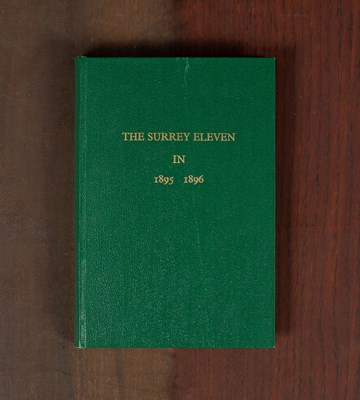 THE SURREY ELEVEN
IN
1895 1896